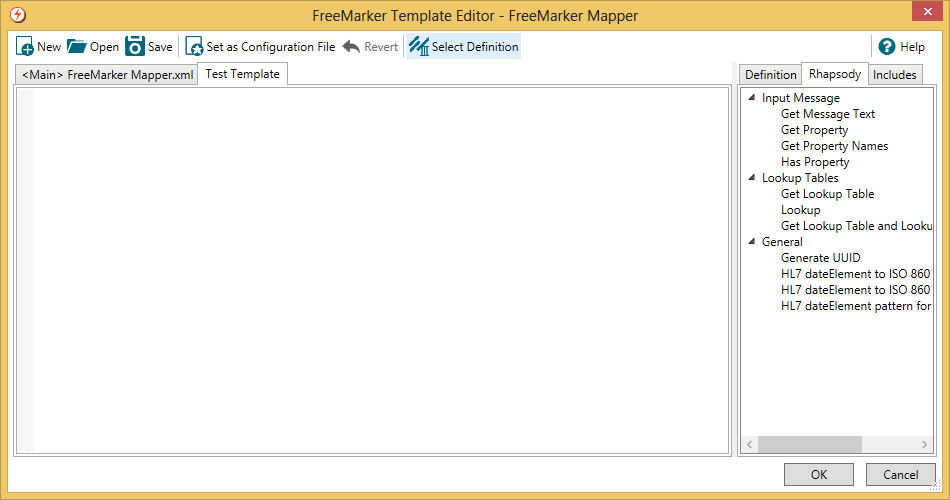 FreeMarker Template Editor - FreeMarker Mapper
New Open Save Set as Configuration File Revert Select Definition Help
<Main> FreeMarker Mapper.xml Test Template Definition Rhapsody Includes
Input Message
Get Message Text
Get Property
Get Property Names
Has Property
Lookup Tables
Get Lookup Table
Lookup
Get Lookup Table and Looku
General
Generate UUID
HL7 dateElement to ISO 860
HL7 dateElement to ISO 860
HL7 dateElement pattern for
OK Cancel